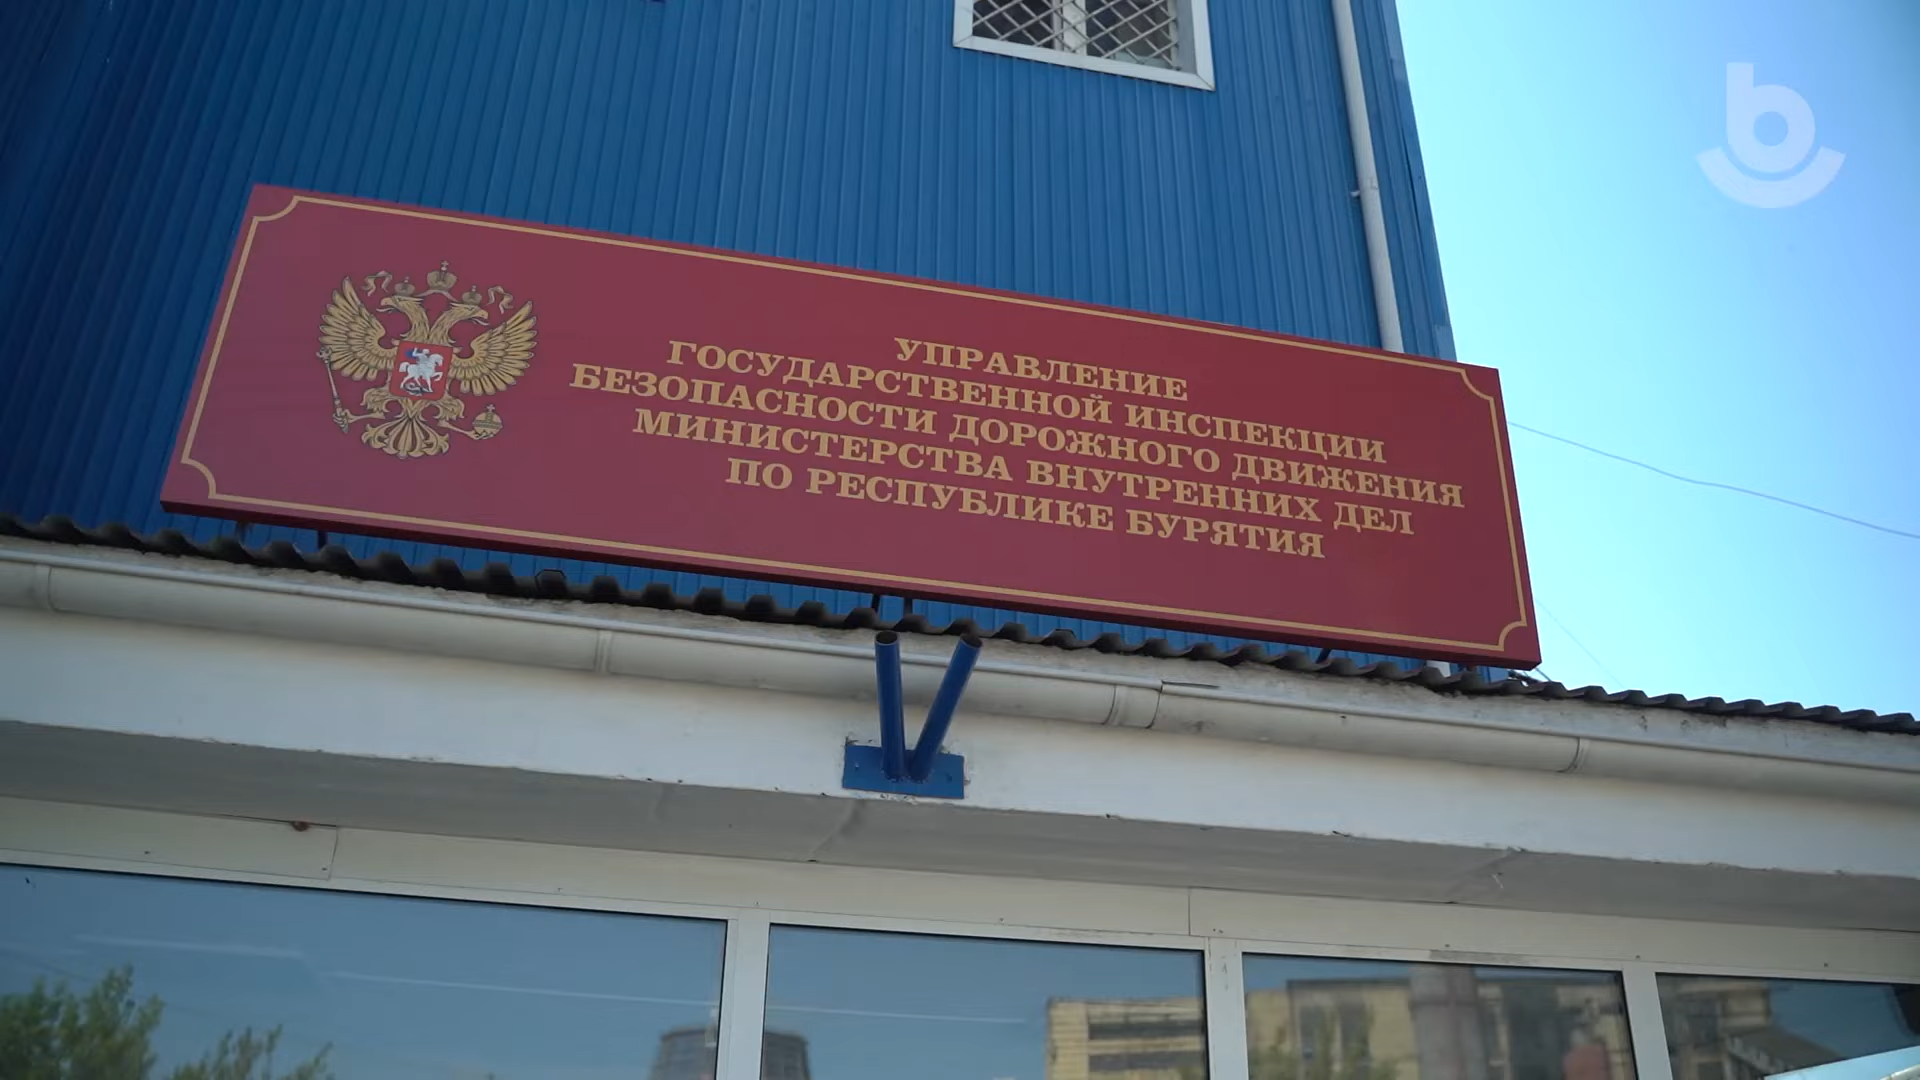 УПРАВЛЕНИЕ
ГОСУДАРСТВЕННОЙ ИНСПЕКЦИИ
БЕЗОПАСНОСТИ ДОРОЖНОГО ДВИЖЕНИЯ
МИНИСТЕРСТВА ВНУТРЕННИХ ДЕЛ
ПО РЕСПУБЛИКЕ БУРЯТИЯ
b